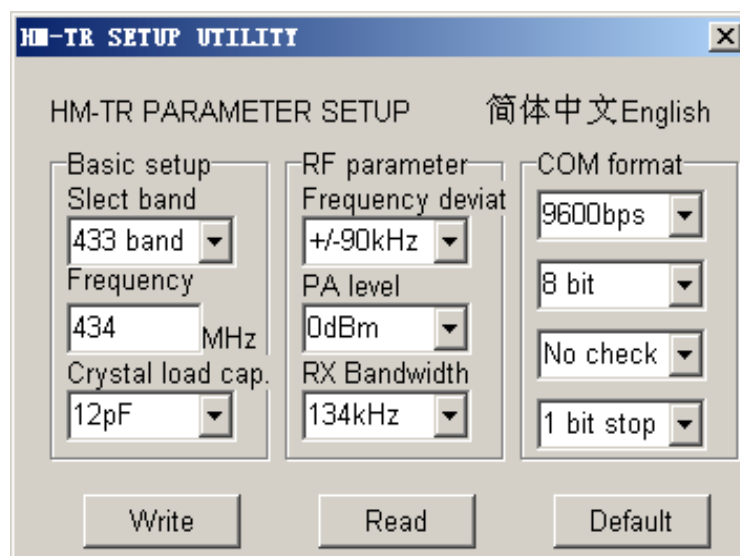 HM-TR SETUP UTILITY
HM-TR PARAMETER SETUP 简体中文English
Basic setup
Slect band
433 band
Frequency
434 MHz
Crystal load cap.
12pF
RF parameter
Frequency deviat
+/-90kHz
PA level
0dBm
RX Bandwidth
134kHz
COM format
9600bps
8 bit
No check
1 bit stop
Write Read Default